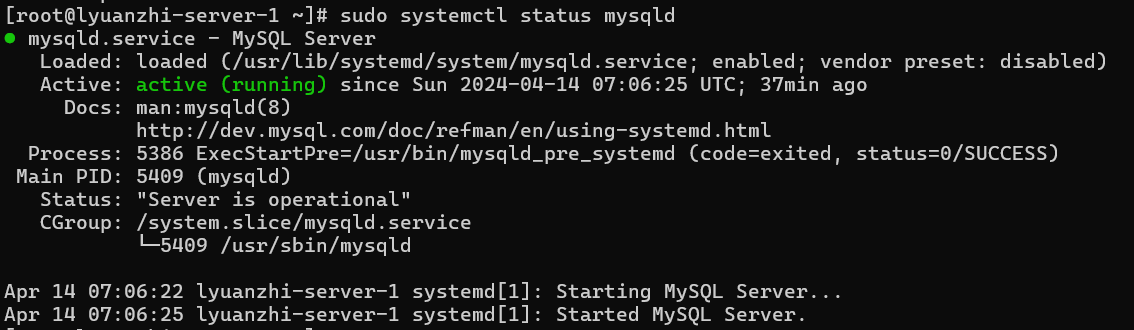 [root@lyuanzhi-server-1 ~]# sudo systemctl status mysqld
● mysqld.service - MySQL Server
   Loaded: loaded (/usr/lib/systemd/system/mysqld.service; enabled; vendor preset: disabled)
   Active: active (running) since Sun 2024-04-14 07:06:25 UTC; 37min ago
     Docs: man:mysqld(8)
           http://dev.mysql.com/doc/refman/en/using-systemd.html
  Process: 5386 ExecStartPre=/usr/bin/mysqld_pre_systemd (code=exited, status=0/SUCCESS)
 Main PID: 5409 (mysqld)
   Status: "Server is operational"
   CGroup: /system.slice/mysqld.service
           └─5409 /usr/sbin/mysqld
Apr 14 07:06:22 lyuanzhi-server-1 systemd[1]: Starting MySQL Server...
Apr 14 07:06:25 lyuanzhi-server-1 systemd[1]: Started MySQL Server.